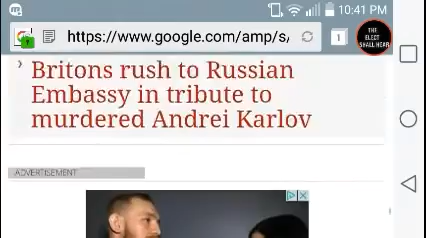 10:41 PM
https://www.google.com/amp/s/
1
THE
ELECT
SHALL HEAR
Britons rush to Russian
Embassy in tribute to
murdered Andrei Karlov
ADVERTISEMENT